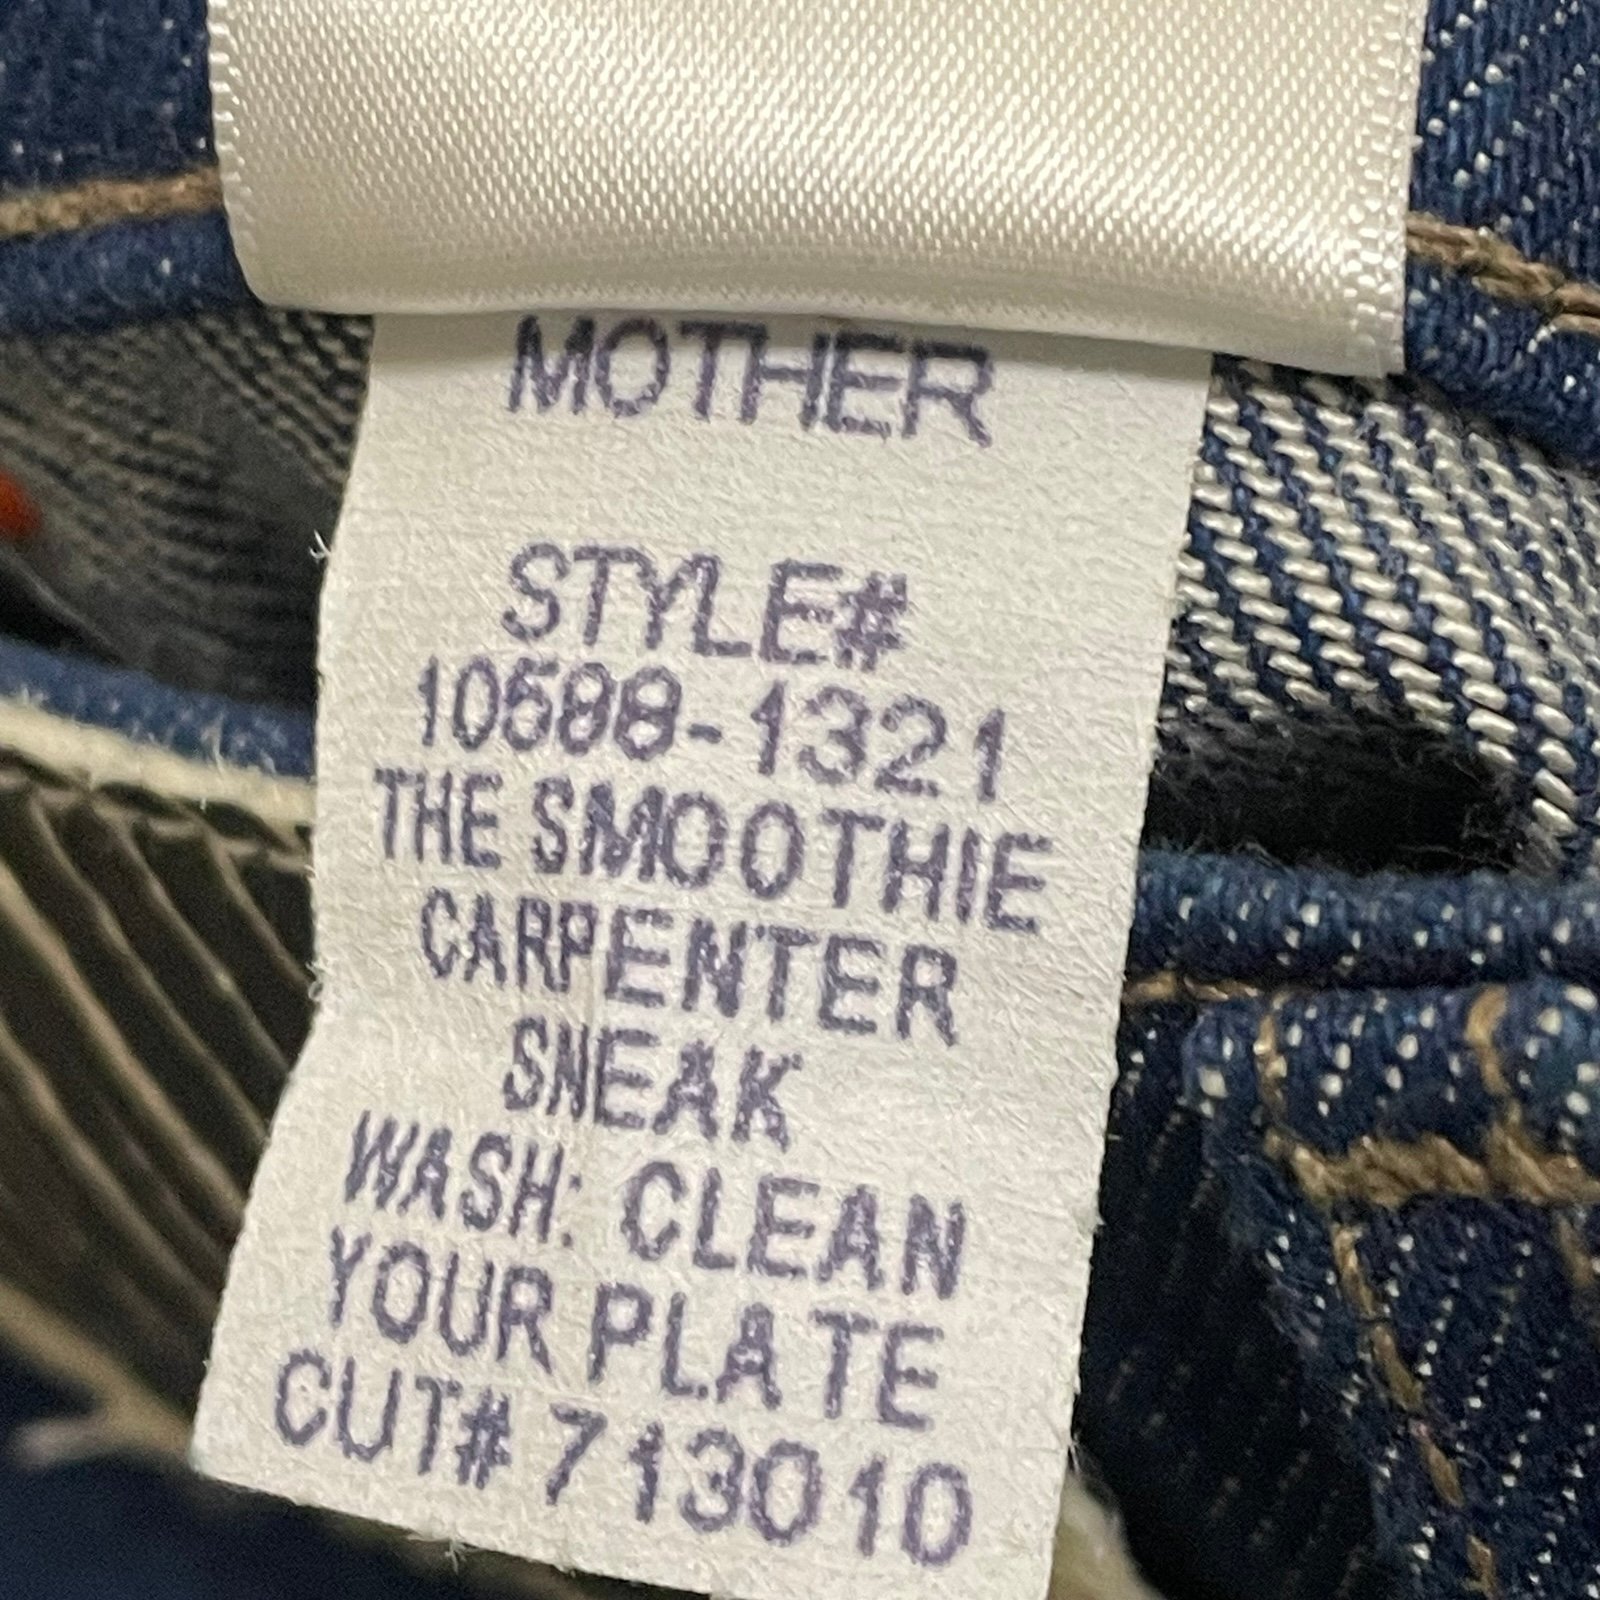 MOTHER
STYLE#
10588-1321
THE SMOOTHIE
CARPENTER
SNEAK
WASH: CLEAN
YOUR PLATE
CUT# 713010